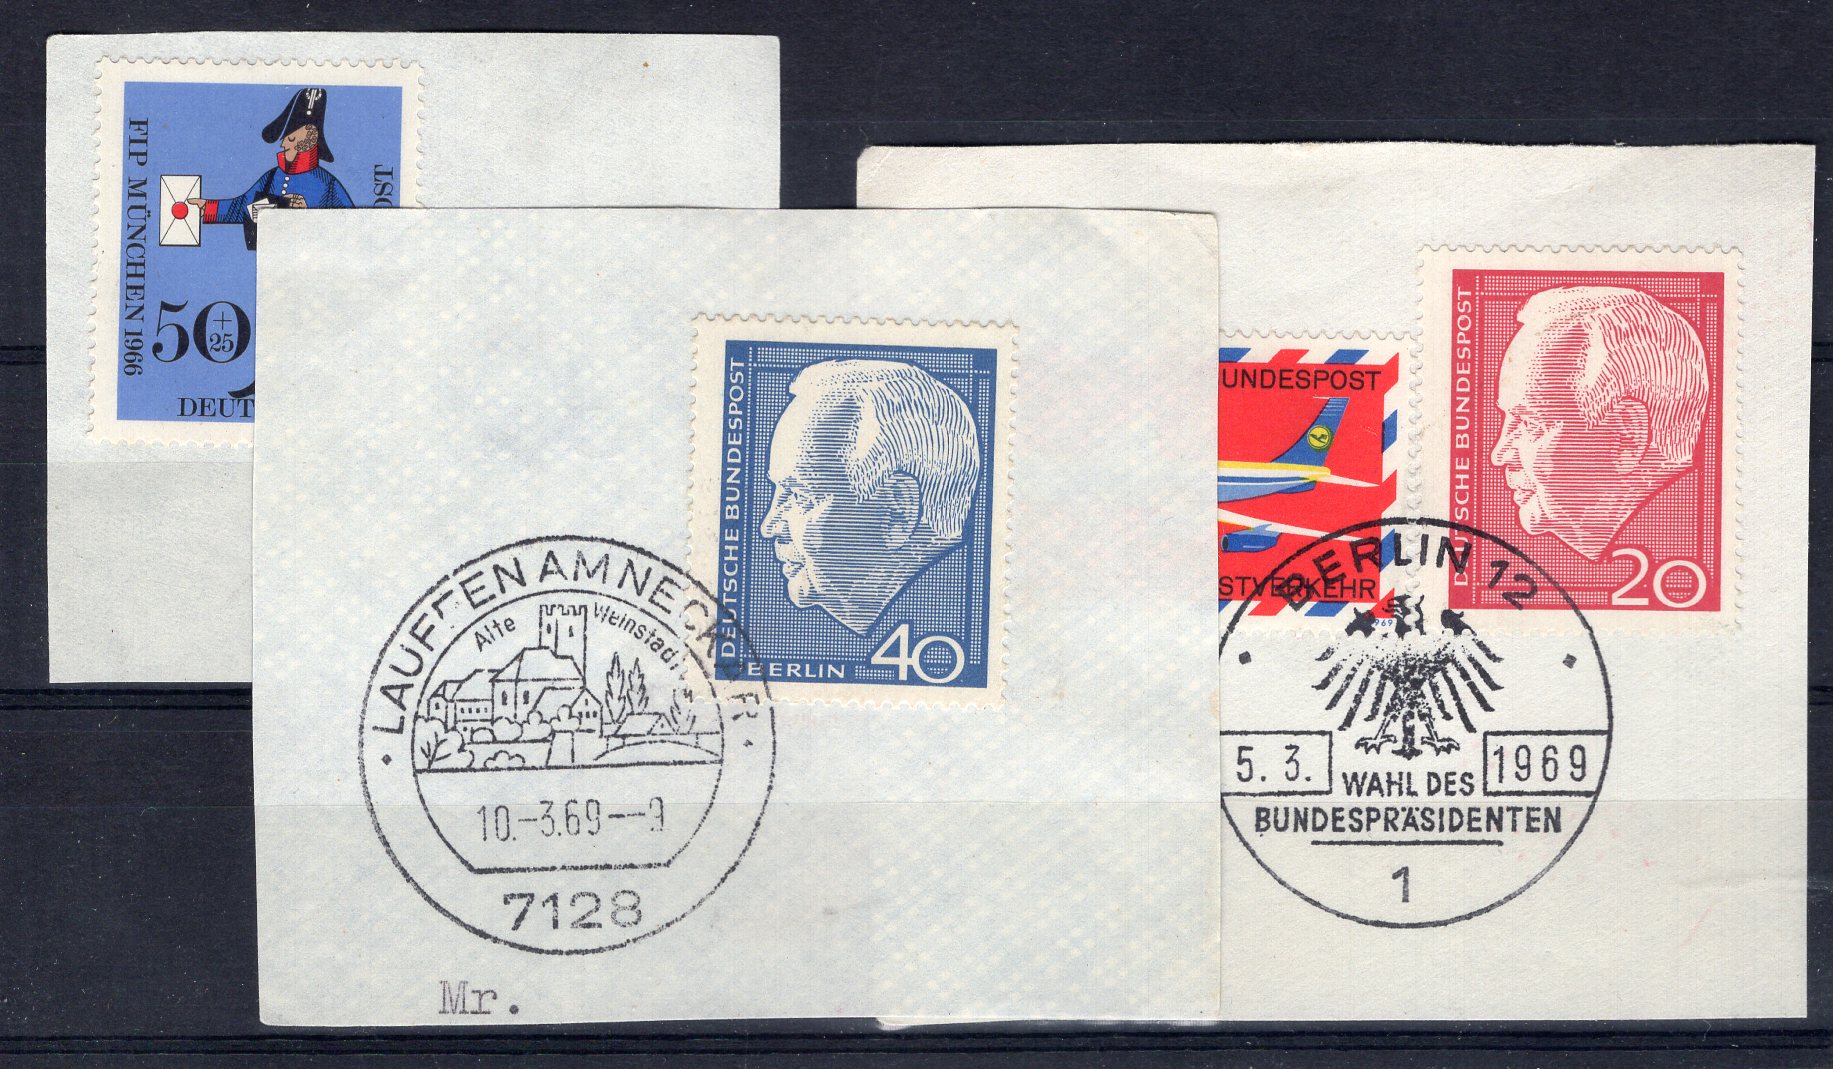 FIP MÜNCHEN 1966
50
+
25
DEUT
LAUFFEN AM NECKAR
Alte Weinstadt
10.-3.69--9
7128
Mr.
DEUTSCHE BUNDESPOST
BERLIN 40
UNDESPOST
STVERKEHR
1969
DEUTSCHE BUNDESPOST
20
BERLIN 12
5. 3. 1969
WAHL DES
BUNDESPRÄSIDENTEN
1